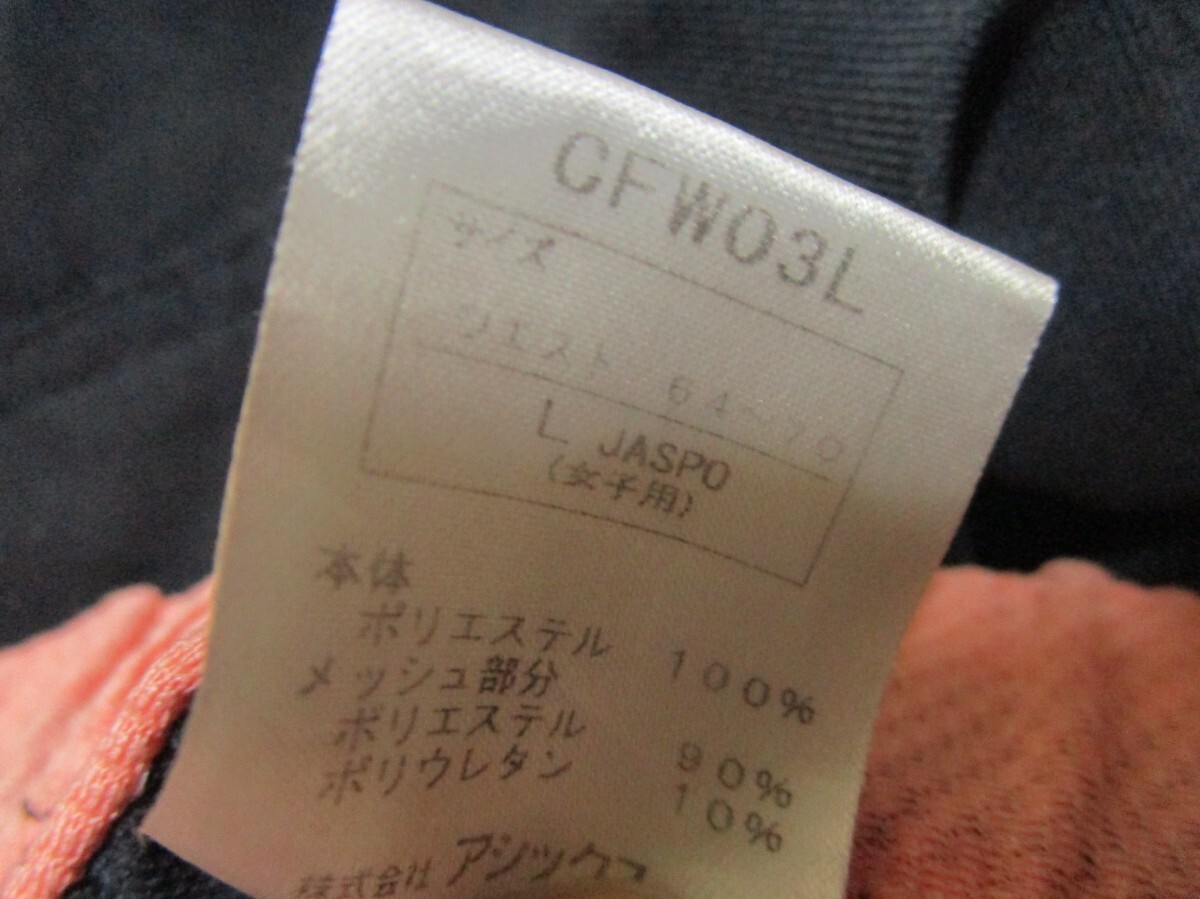 CFW03L
サイズ
ウエスト 64~70
L JASPO
(女子用)
本体
ポリエステル 100%
メッシュ部分
ポリエステル 90%
ポリウレタン 10%
株式会社 アシックス